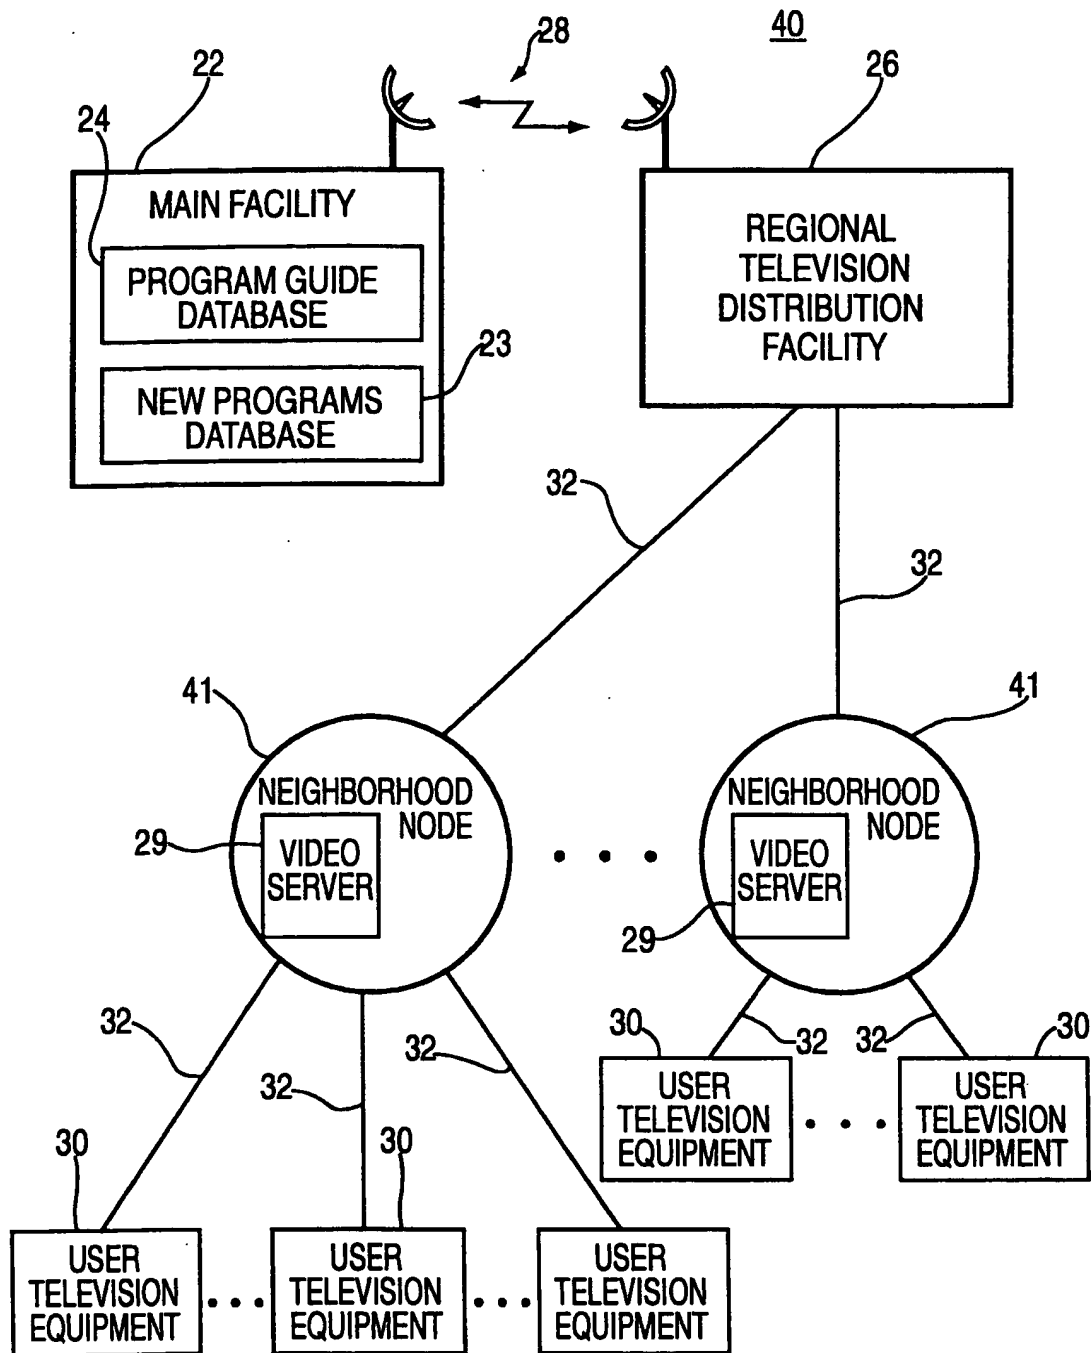 28
40
22
26
24
MAIN FACILITY
PROGRAM GUIDE
DATABASE
23
NEW PROGRAMS
DATABASE
REGIONAL
TELEVISION
DISTRIBUTION
FACILITY
32
32
41
41
NEIGHBORHOOD
NODE
29
VIDEO
SERVER
NEIGHBORHOOD
NODE
29
VIDEO
SERVER
32
32
32
32
32
30
30
USER
TELEVISION
EQUIPMENT
USER
TELEVISION
EQUIPMENT
30
30
USER
TELEVISION
EQUIPMENT
USER
TELEVISION
EQUIPMENT
USER
TELEVISION
EQUIPMENT